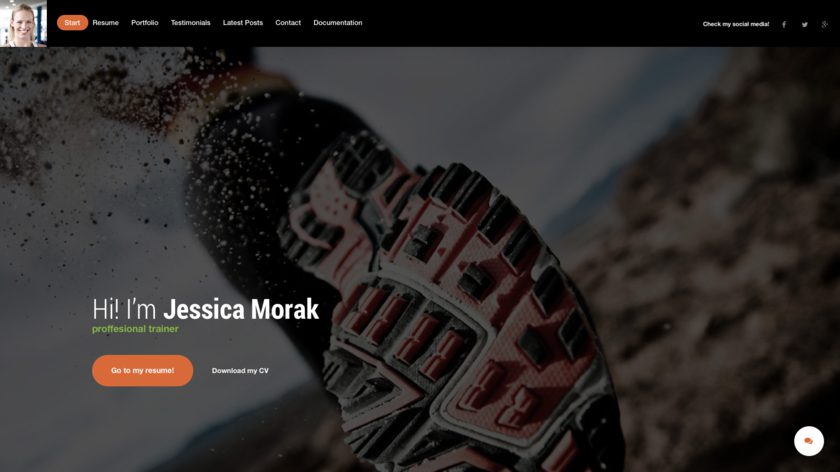 Start Resume Portfolio Testimonials Latest Posts Contact Documentation Check my social media!
Hi! I'm Jessica Morak
proffesional trainer
Go to my resume! Download my CV